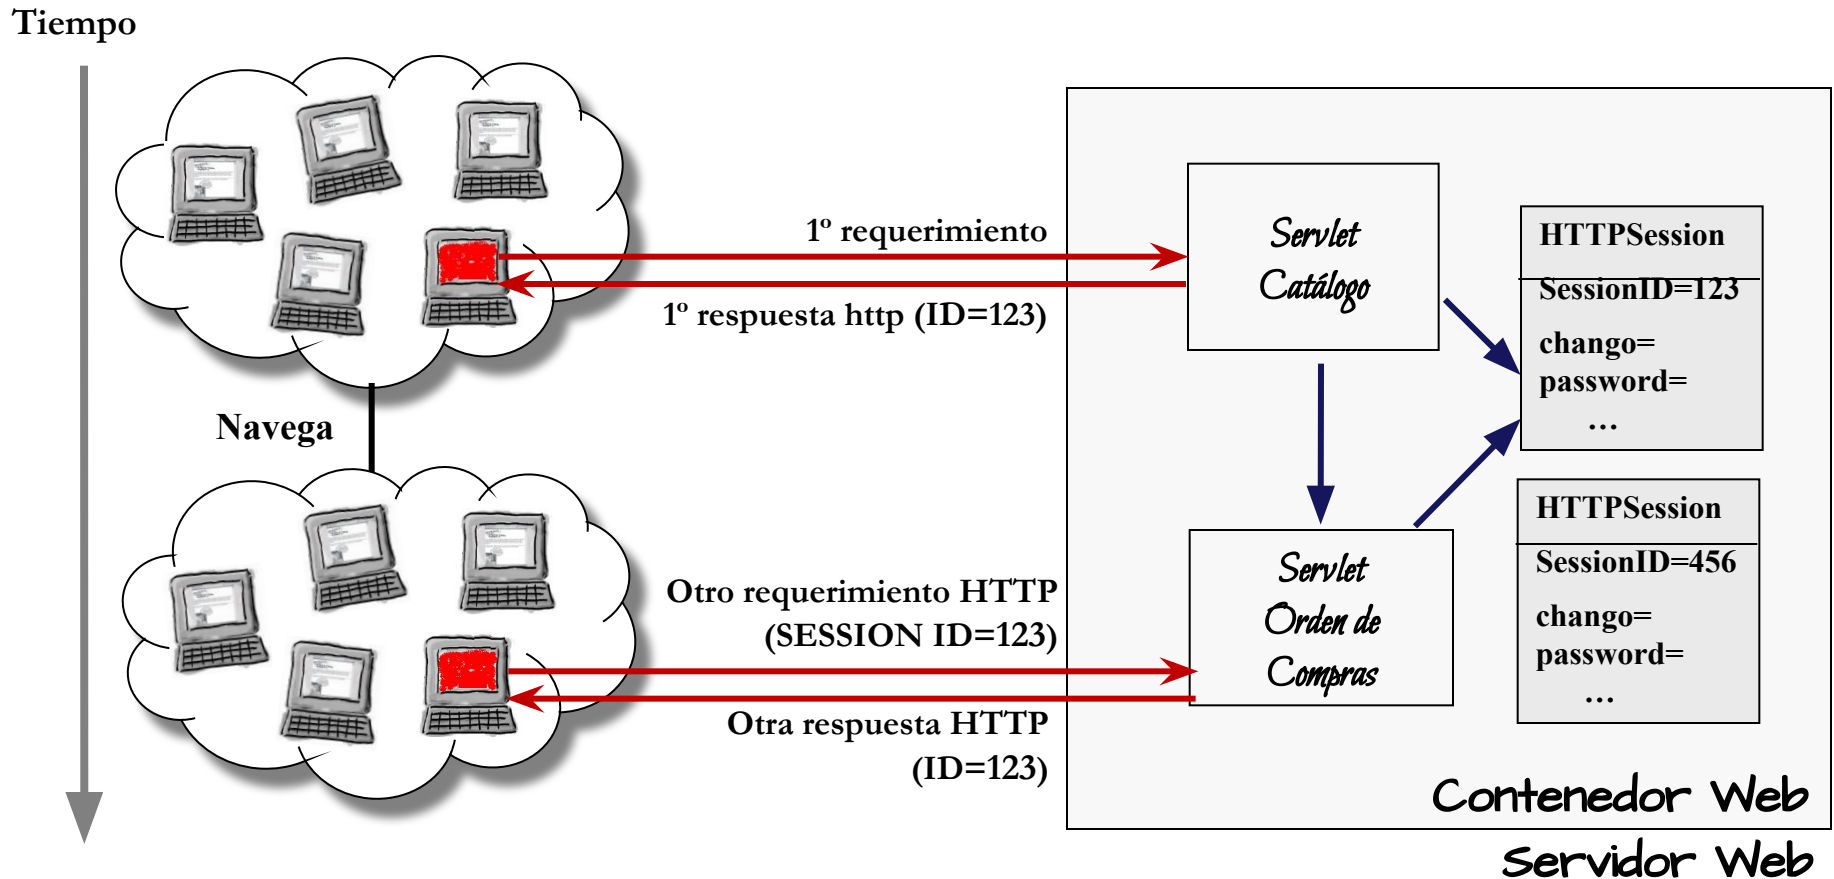 Tiempo
1º requerimiento
1º respuesta http (ID=123)
Servlet
Catálogo
HTTPSession
SessionID=123
chango=
password=
...
Navega
Otro requerimiento HTTP
(SESSION ID=123)
Otra respuesta HTTP
(ID=123)
Servlet
Orden de
Compras
HTTPSession
SessionID=456
chango=
password=
...
Contenedor Web
Servidor Web